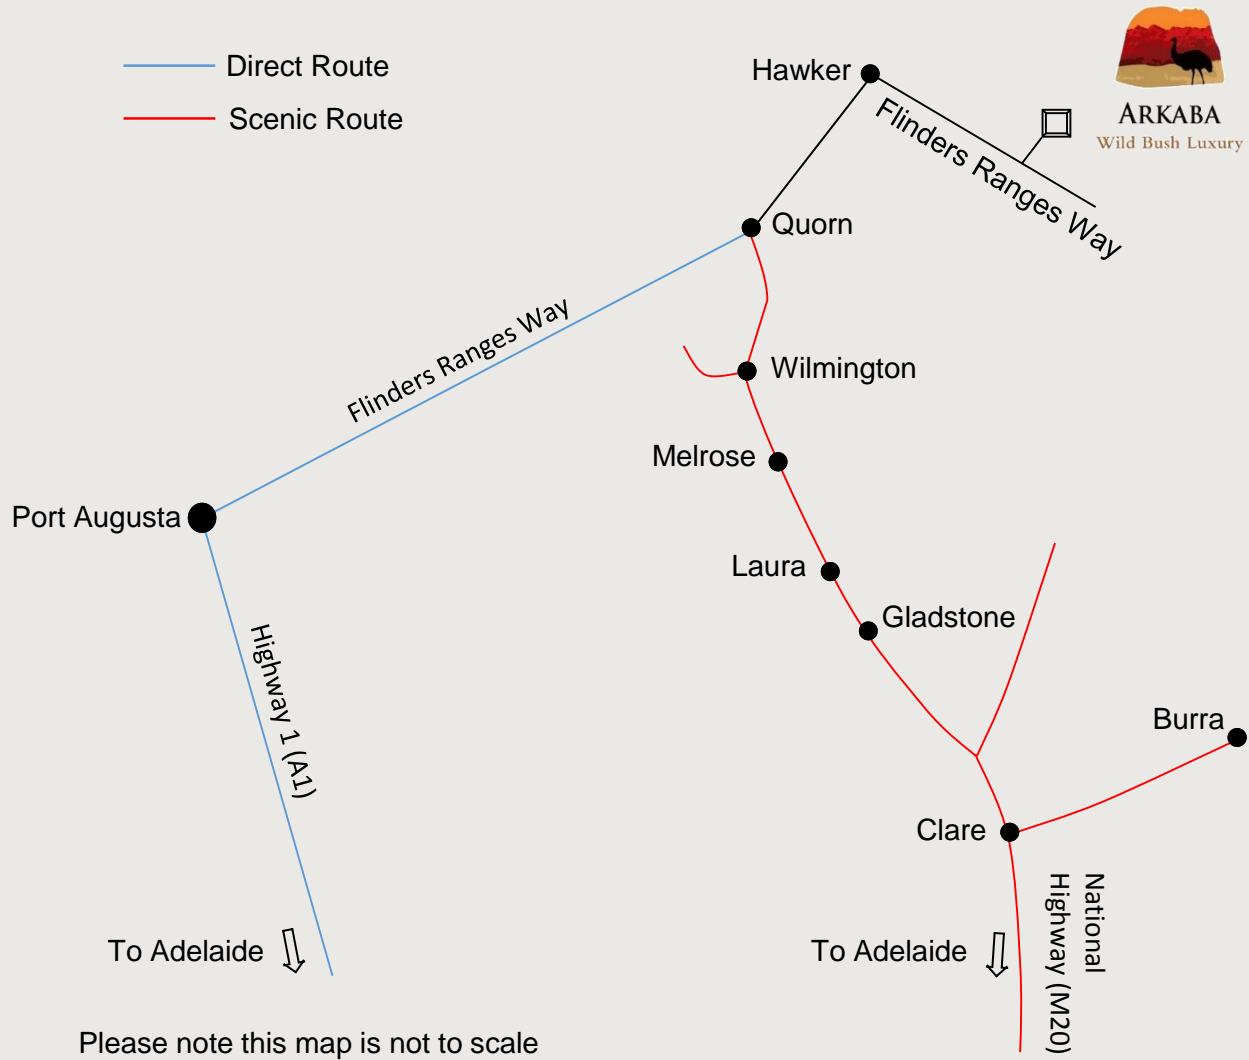 Direct Route
Scenic Route
Hawker
Flinders Ranges Way
ARKABA
Wild Bush Luxury
Quorn
Flinders Ranges Way
Wilmington
Melrose
Port Augusta
Laura
Gladstone
Highway 1 (A1)
Burra
Clare
National
Highway (M20)
To Adelaide
To Adelaide
Please note this map is not to scale